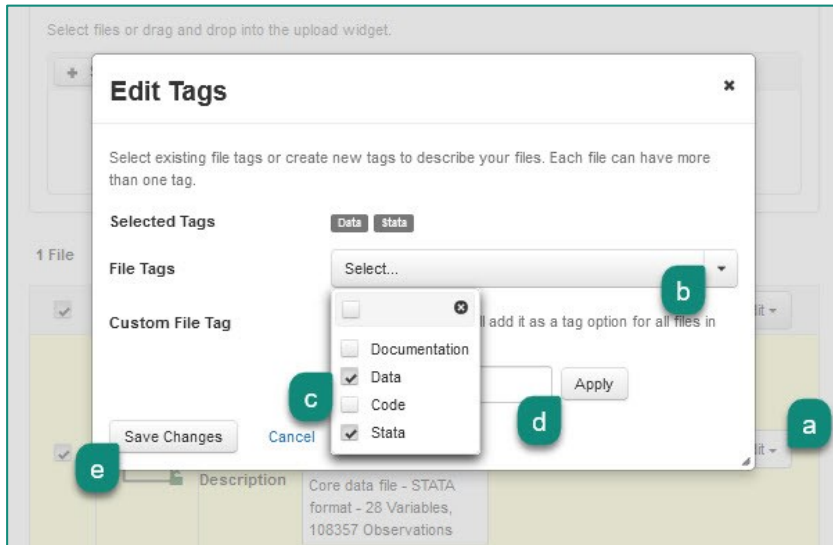 Select files or drag and drop into the upload widget.
Edit Tags
Select existing file tags or create new tags to describe your files. Each file can have more
than one tag.
Selected Tags Data Stata
1 File
File Tags Select...
b
Custom File Tag add it as a tag option for all files in
Documentation
Data
c
Code
Stata
Apply
d
a
Save Changes Cancel
e
Description
Core data file - STATA
format - 28 Variables,
108357 Observations